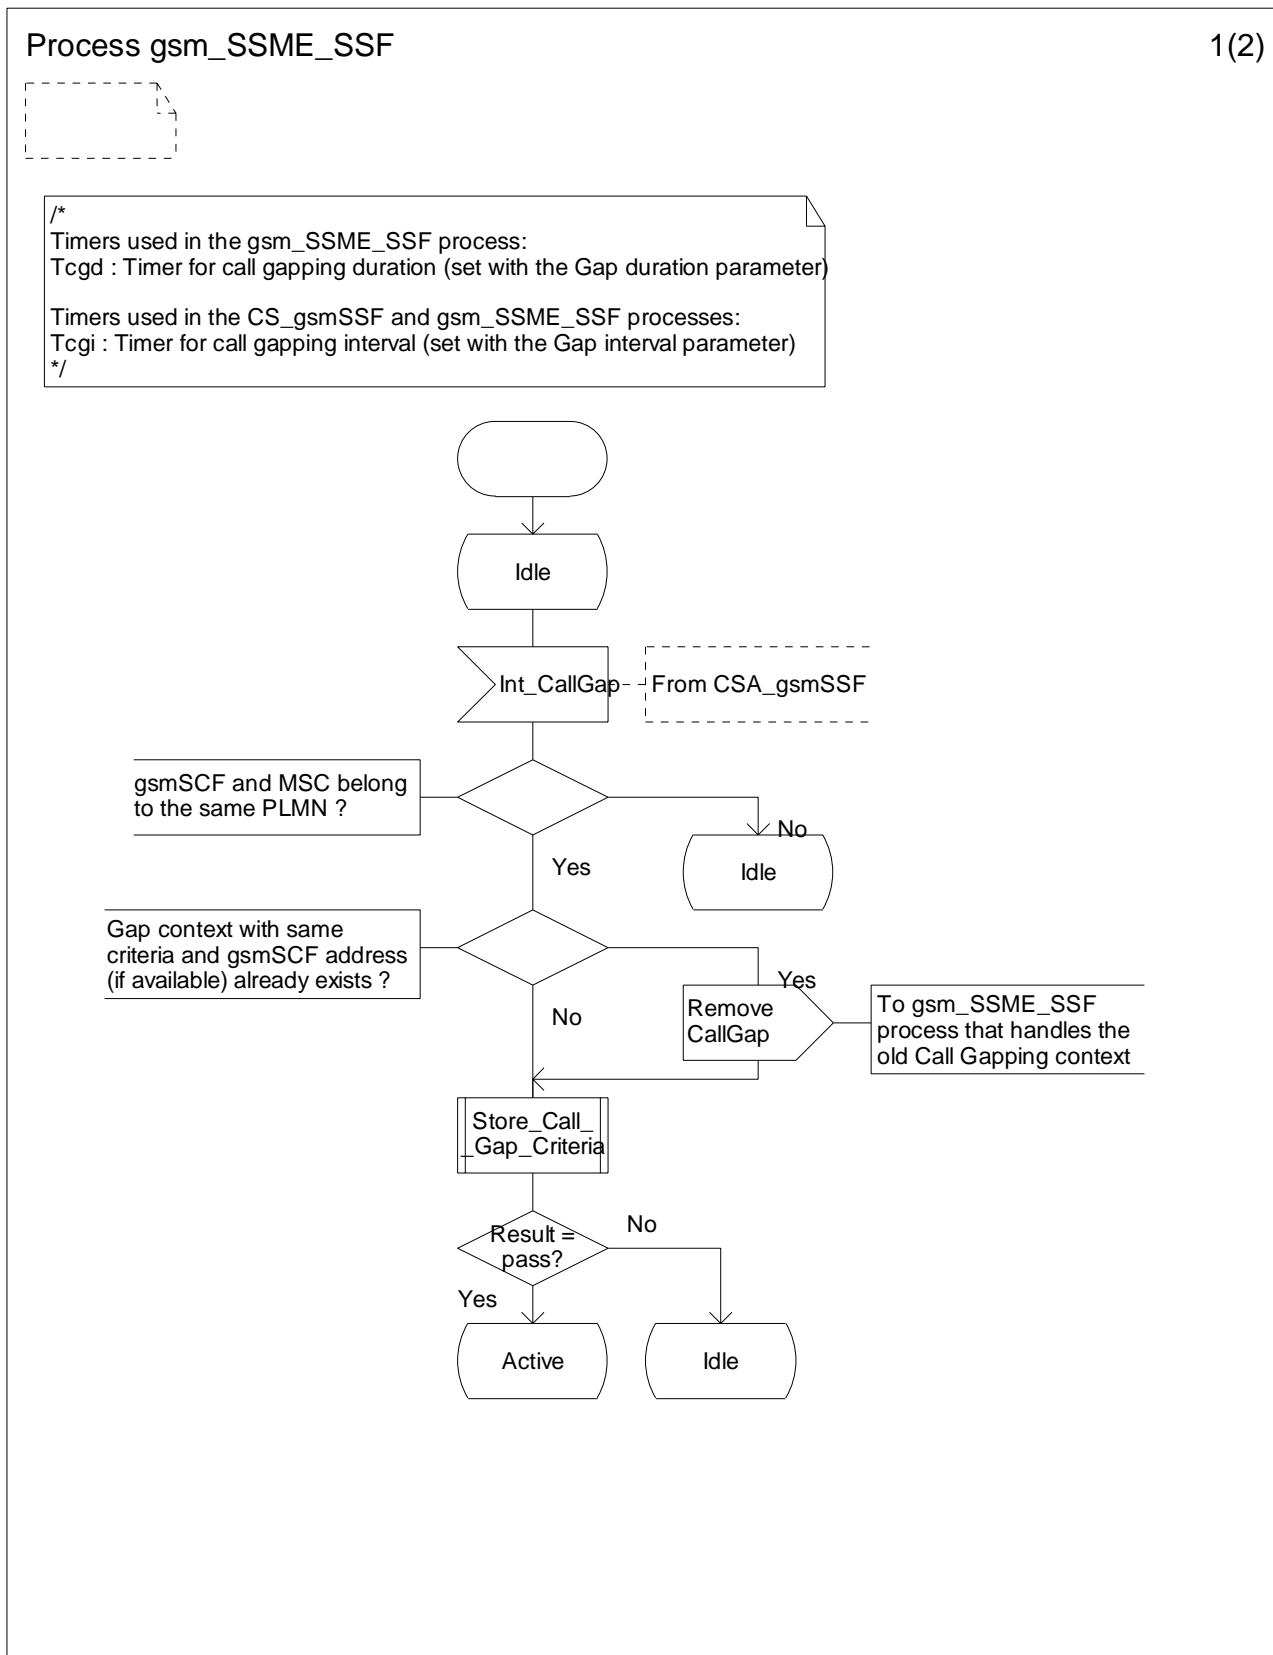 Process gsm_SSME_SSF
1(2)
/*
Timers used in the gsm_SSME_SSF process:
Tcgd : Timer for call gapping duration (set with the Gap duration parameter)
Timers used in the CS_gsmSSF and gsm_SSME_SSF processes:
Tcgi : Timer for call gapping interval (set with the Gap interval parameter)
*/
Idle
Int_CallGap
From CSA_gsmSSF
gsmSCF and MSC belong
to the same PLMN ?
No
Yes
Idle
Gap context with same
criteria and gsmSCF address
(if available) already exists ?
Yes
No
Remove
CallGap
To gsm_SSME_SSF
process that handles the
old Call Gapping context
Store_Call_
_Gap_Criteria
Result =
pass?
No
Yes
Active
Idle